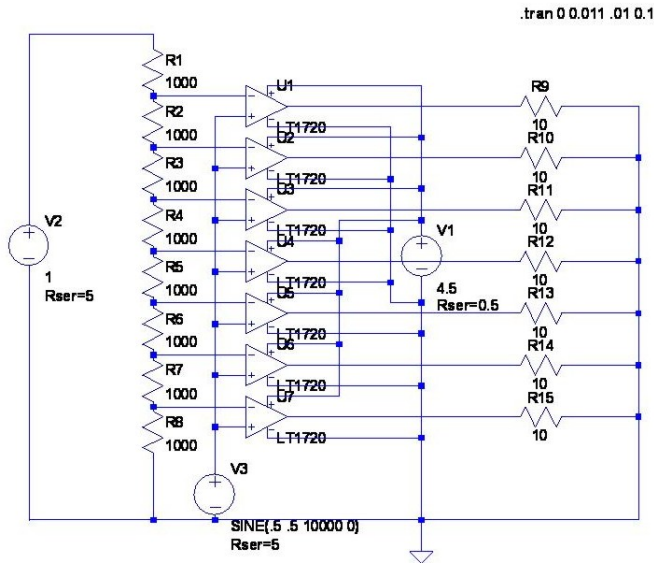 .tran 0 0.011 .01 0.1
R1
1000
R2
1000
R3
1000
R4
1000
R5
1000
R6
1000
R7
1000
R8
1000
V2
1
Rser=5
U1
LT1720
U2
LT1720
U3
LT1720
U4
LT1720
U5
LT1720
U6
LT1720
U7
LT1720
V1
4.5
Rser=0.5
R9
10
R10
10
R11
10
R12
10
R13
10
R14
10
R15
10
V3
SINE(.5 .5 10000 0)
Rser=5